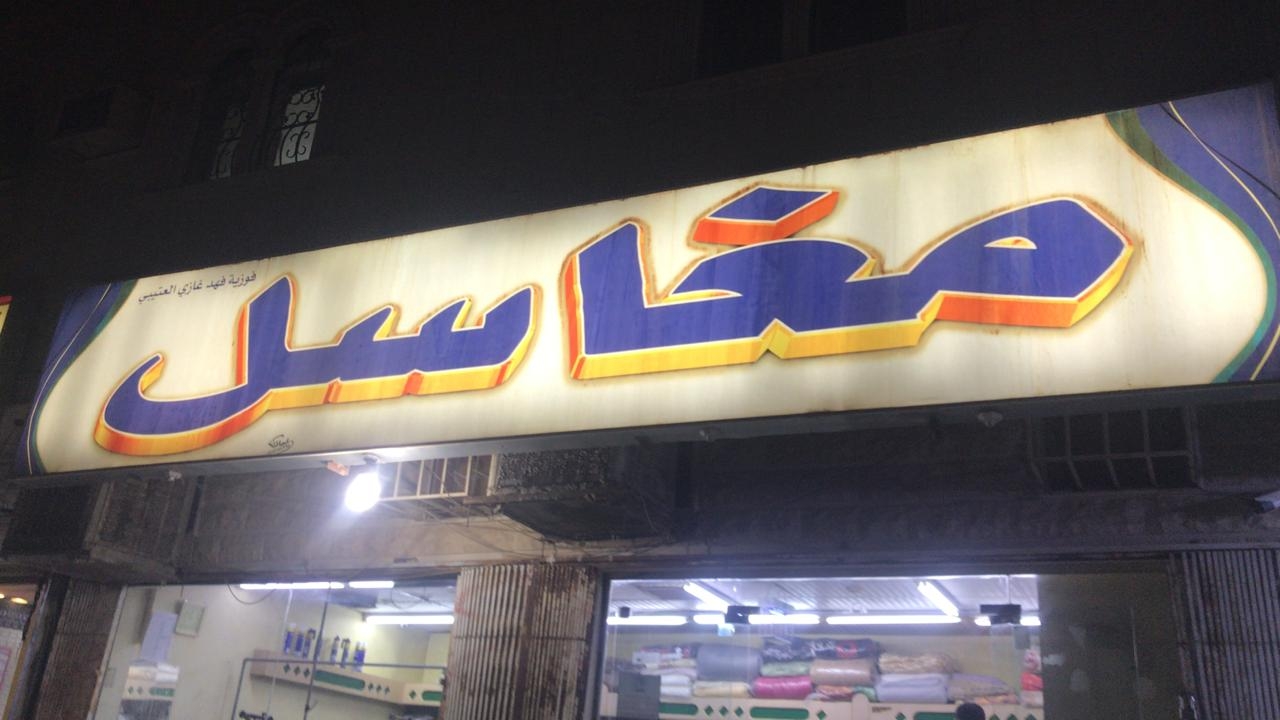 مغاسل
فوزية فهد غازي العتيبي